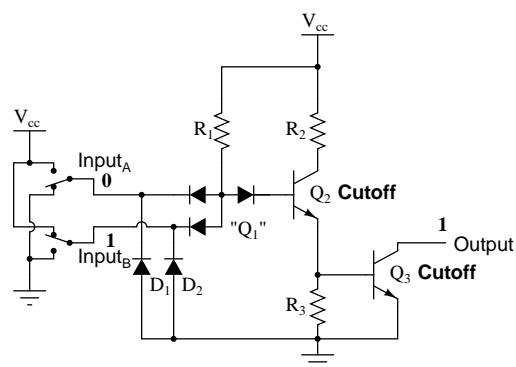 Vcc
R1
R2
Vcc
InputA
0
Q2 Cutoff
"Q1"
1
1
Output
InputB
Q3 Cutoff
D1
D2
R3